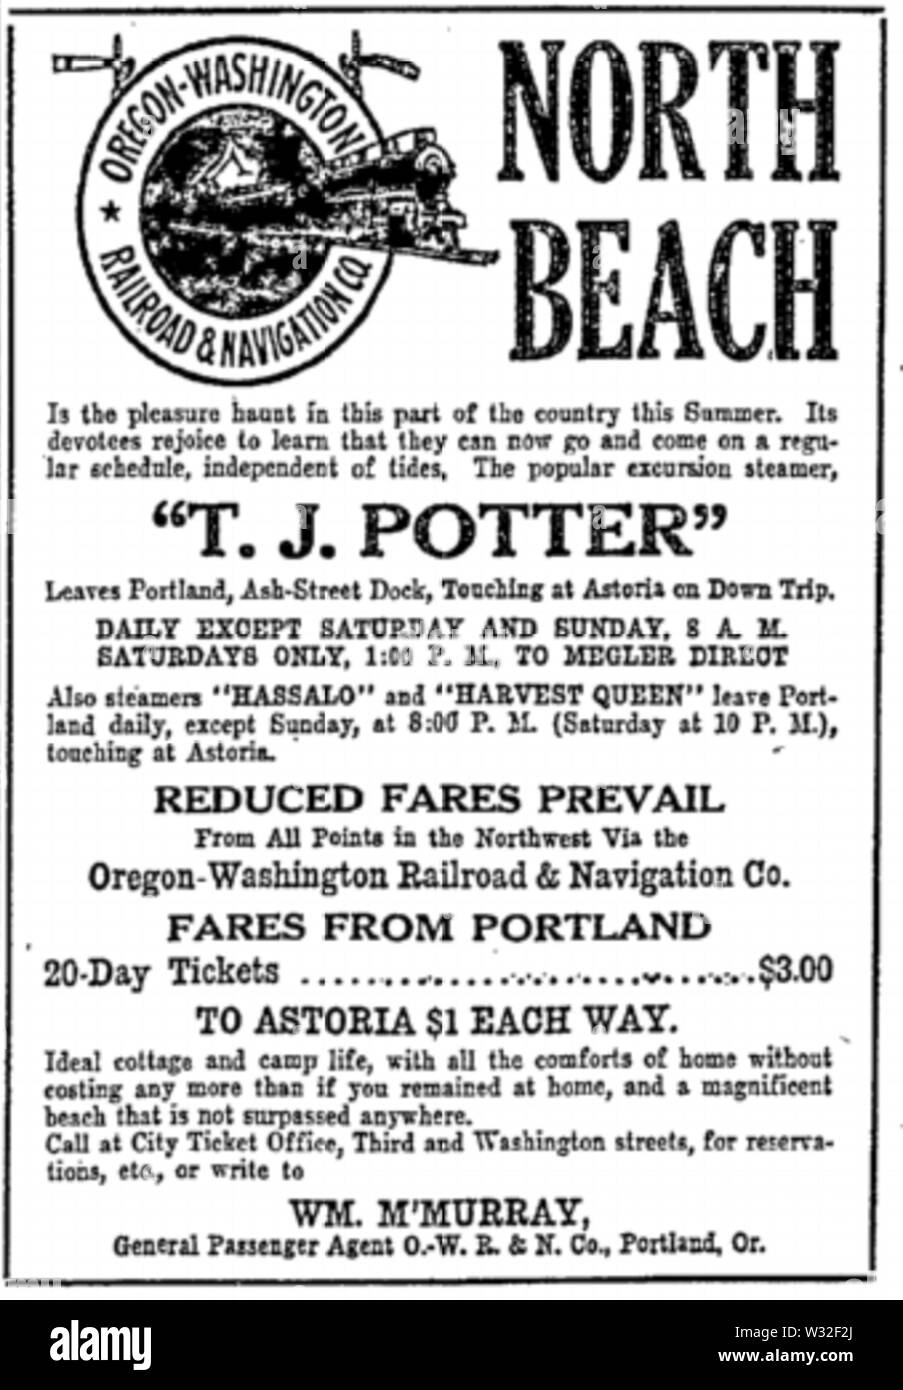 OREGON-WASHINGTON
RAILROAD & NAVIGATION CO.
NORTH
BEACH
Is the pleasure haunt in this part of the country this Summer. Its
devotees rejoice to learn that they can now go and come on a regu-
lar schedule, independent of tides. The popular excursion steamer,
"T. J. POTTER"
Leaves Portland, Ash-Street Dock, Touching at Astoria on Down Trip.
DAILY EXCEPT SATURDAY AND SUNDAY, 8 A. M.
SATURDAYS ONLY, 1:00 P. M., TO MEGLER DIRECT
Also steamers "HASSALO" and "HARVEST QUEEN" leave Port-
land daily, except Sunday, at 8:00 P. M. (Saturday at 10 P. M.),
touching at Astoria.
REDUCED FARES PREVAIL
From All Points in the Northwest Via the
Oregon-Washington Railroad & Navigation Co.
FARES FROM PORTLAND
20-Day Tickets ..............................$3.00
TO ASTORIA $1 EACH WAY.
Ideal cottage and camp life, with all the comforts of home without
costing any more than if you remained at home, and a magnificent
beach that is not surpassed anywhere.
Call at City Ticket Office, Third and Washington streets, for reserva-
tions, etc., or write to
WM. M'MURRAY,
General Passenger Agent O.-W. R. & N. Co., Portland, Or.
alamy
Image ID: W32F2J
www.alamy.com